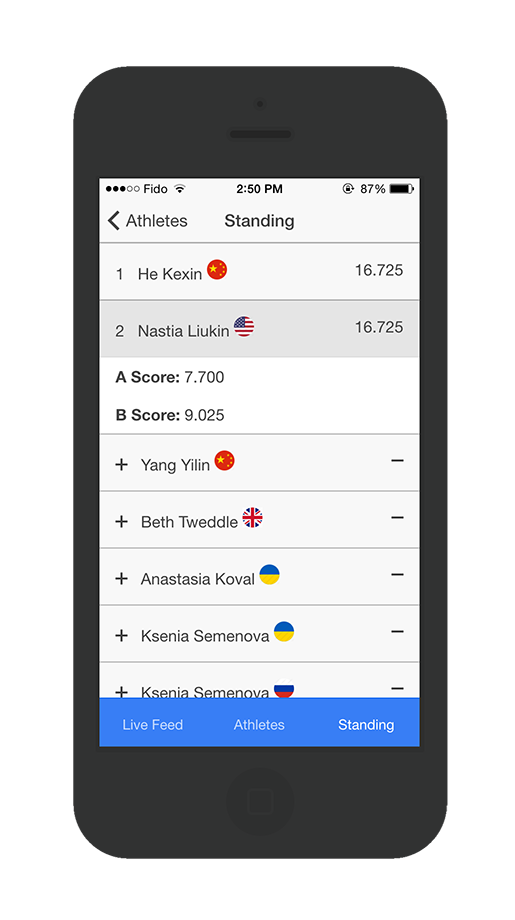 Fido 2:50 PM 87%
Athletes Standing
1 He Kexin 16.725
2 Nastia Liukin 16.725
A Score: 7.700
B Score: 9.025
+ Yang Yilin –
+ Beth Tweddle –
+ Anastasia Koval –
+ Ksenia Semenova –
+ Ksenia Semenova –
Live Feed Athletes Standing